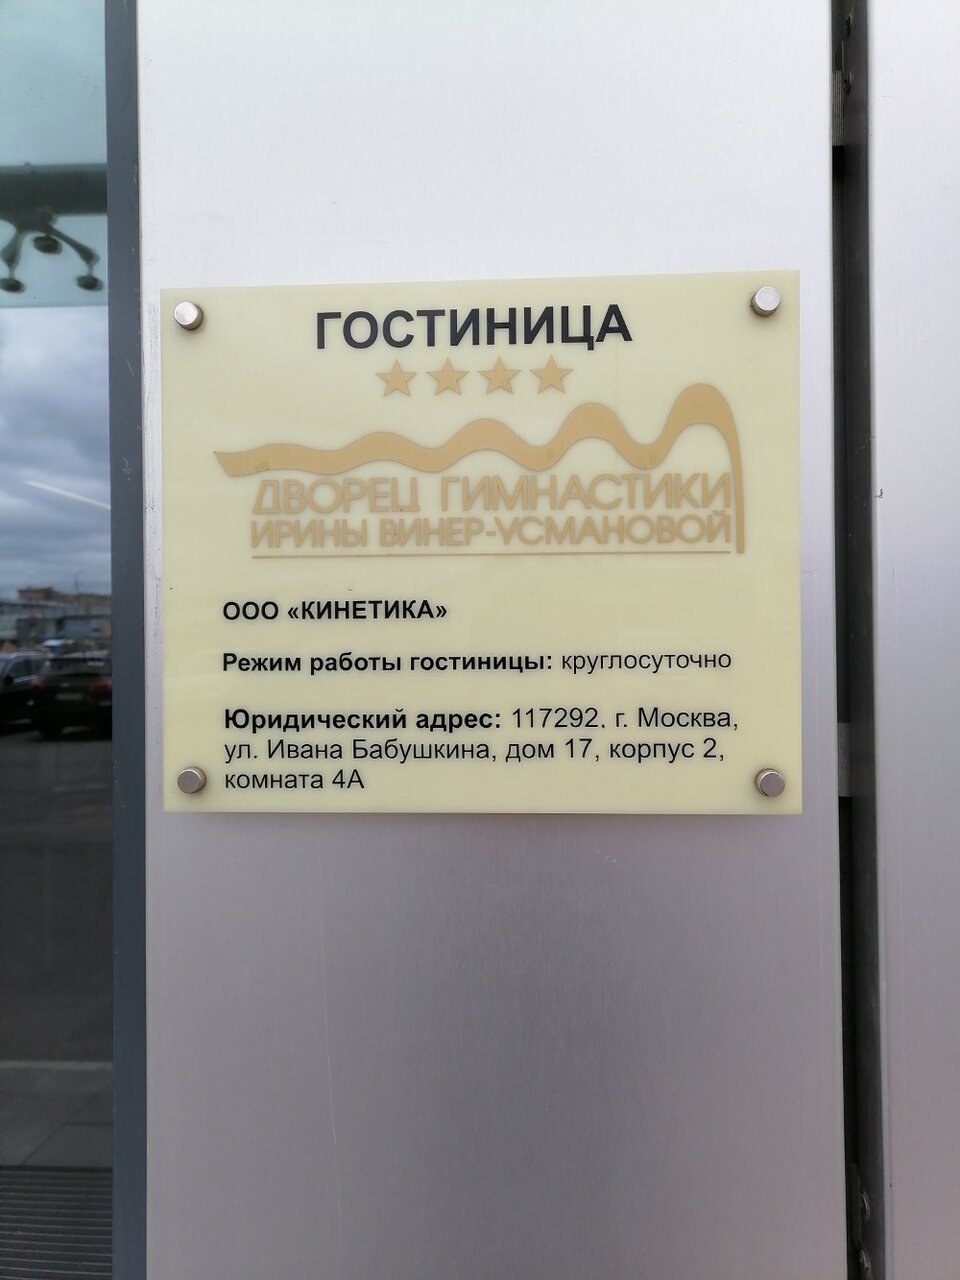 ГОСТИНИЦА
ДВОРЕЦ ГИМНАСТИКИ
ИРИНЫ ВИНЕР-УСМАНОВОЙ
ООО «КИНЕТИКА»
Режим работы гостиницы: круглосуточно
Юридический адрес: 117292. г. Москва,
ул. Ивана Бабушкина, дом 17, корпус 2,
комната 4А